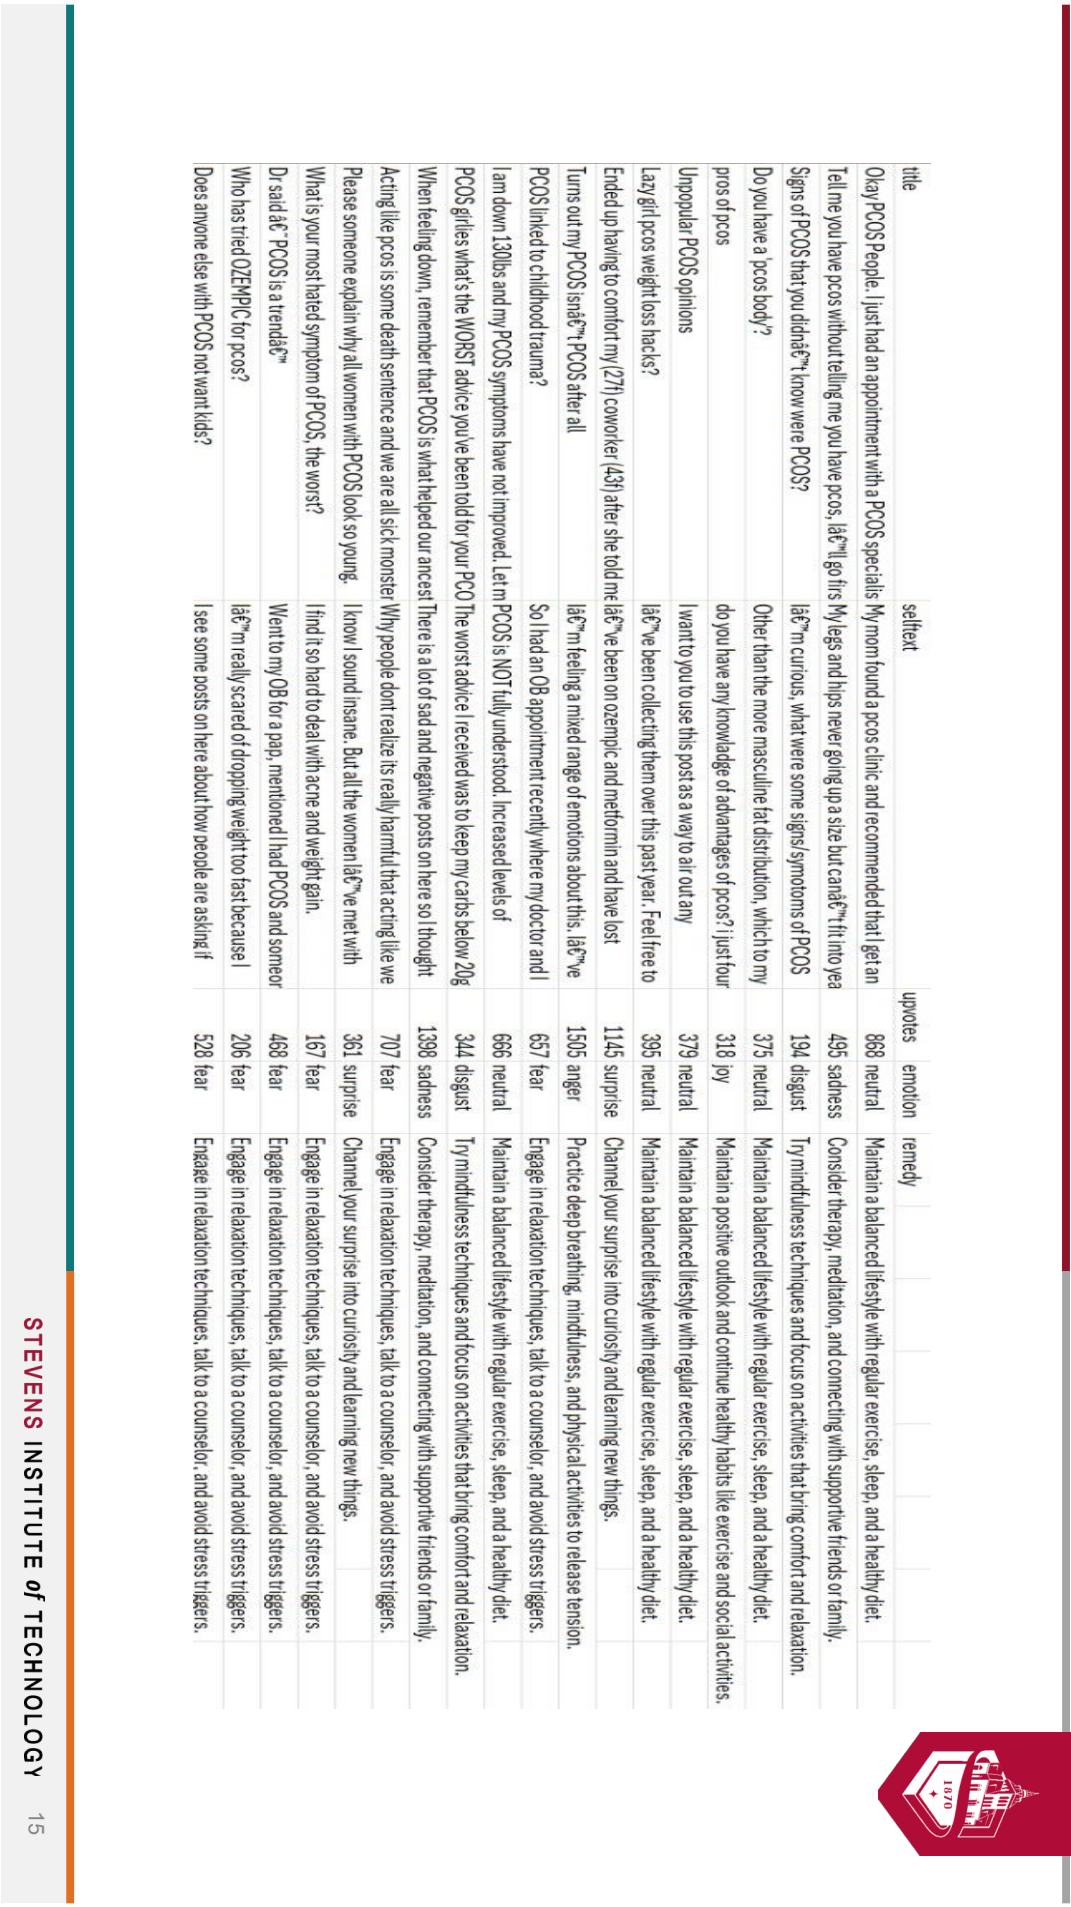 title selftext upvotes emotion remedy
Okay PCOS People. I just had an appointment with a PCOS specialis My mom found a pcos clinic and recommended that I get an 868 neutral Maintain a balanced lifestyle with regular exercise, sleep, and a healthy diet.
Tell me you have pcos without telling me you have pcos, Iâ€™ll go firs My legs and hips never going up a size but canâ€™t fit into yea 495 sadness Consider therapy, meditation, and connecting with supportive friends or family.
Signs of PCOS that you didnâ€™t know were PCOS? Iâ€™m curious, what were some signs/symotoms of PCOS 194 disgust Try mindfulness techniques and focus on activities that bring comfort and relaxation.
Do you have a 'pcos body'? Other than the more masculine fat distribution, which to my 375 neutral Maintain a balanced lifestyle with regular exercise, sleep, and a healthy diet.
pros of pcos do you have any knowladge of advantages of pcos? i just four 318 joy Maintain a positive outlook and continue healthy habits like exercise and social activities.
Unpopular PCOS opinions I want to you to use this post as a way to air out any 379 neutral Maintain a balanced lifestyle with regular exercise, sleep, and a healthy diet.
Lazy girl pcos weight loss hacks? Iâ€™ve been collecting them over this past year. Feel free to 395 neutral Maintain a balanced lifestyle with regular exercise, sleep, and a healthy diet.
Ended up having to comfort my (27f) coworker (43f) after she told me Iâ€™ve been on ozempic and metformin and have lost 1145 surprise Channel your surprise into curiosity and learning new things.
Turns out my PCOS isnâ€™t PCOS after all Iâ€™m feeling a mixed range of emotions about this. Iâ€™ve 1505 anger Practice deep breathing, mindfulness, and physical activities to release tension.
PCOS linked to childhood trauma? So I had an OB appointment recently where my doctor and I 657 fear Engage in relaxation techniques, talk to a counselor, and avoid stress triggers.
I am down 130lbs and my PCOS symptoms have not improved. Let m PCOS is NOT fully understood. Increased levels of 666 neutral Maintain a balanced lifestyle with regular exercise, sleep, and a healthy diet.
PCOS girlies what's the WORST advice you've been told for your PCO The worst advice I received was to keep my carbs below 20g 344 disgust Try mindfulness techniques and focus on activities that bring comfort and relaxation.
When feeling down, remember that PCOS is what helped our ancest There is a lot of sad and negative posts on here so I thought 1398 sadness Consider therapy, meditation, and connecting with supportive friends or family.
Acting like pcos is some death sentence and we are all sick monster Why people dont realize its really harmful that acting like we 707 fear Engage in relaxation techniques, talk to a counselor, and avoid stress triggers.
Please someone explain why all women with PCOS look so young. I know I sound insane. But all the women Iâ€™ve met with 361 surprise Channel your surprise into curiosity and learning new things.
What is your most hated symptom of PCOS, the worst? I find it so hard to deal with acne and weight gain. 167 fear Engage in relaxation techniques, talk to a counselor, and avoid stress triggers.
Dr said â€˜PCOS is a trendâ€™ Went to my OB for a pap, mentioned I had PCOS and someor 468 fear Engage in relaxation techniques, talk to a counselor, and avoid stress triggers.
Who has tried OZEMPIC for pcos? Iâ€™m really scared of dropping weight too fast because I 206 fear Engage in relaxation techniques, talk to a counselor, and avoid stress triggers.
Does anyone else with PCOS not want kids? I see some posts on here about how people are asking if 528 fear Engage in relaxation techniques, talk to a counselor, and avoid stress triggers.
1870
STEVENS INSTITUTE of TECHNOLOGY 15